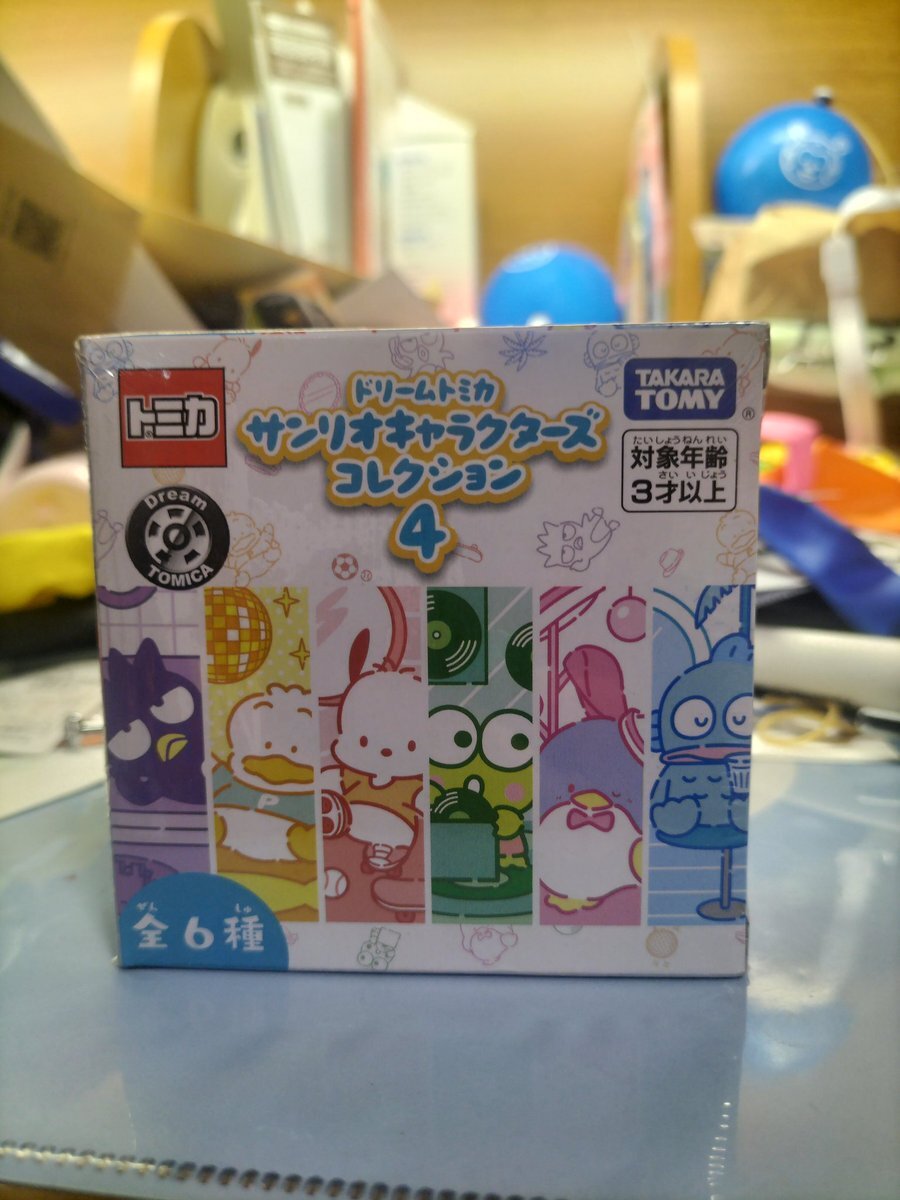 トミカ
Dream
TOMICA
ドリームトミカ
サンリオキャラクターズ
コレクション
4
TAKARA
TOMY
®
たいしょうねんれい
対象年齢
さいいじょう
3才以上
P
ぜん しゅ
全6種